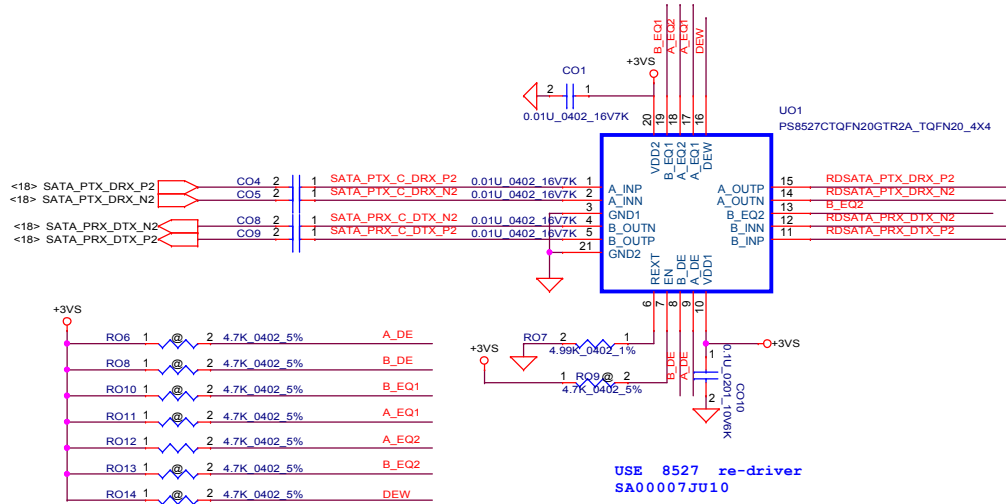 B_EQ1
A_EQ2
A_EQ1
DEW
+3VS
CO1
2
1
0.01U_0402_16V7K
UO1
PS8527CTQFN20GTR2A_TQFN20_4X4
20
19
18
17
16
VDD2
B_EQ1
A_EQ2
A_EQ1
DEW
<18> SATA_PTX_DRX_P2 CO4 2 1 SATA_PTX_C_DRX_P2 0.01U_0402_16V7K 1 A_INP A_OUTP 15 RDSATA_PTX_DRX_P2
<18> SATA_PTX_DRX_N2 CO5 2 1 SATA_PTX_C_DRX_N2 0.01U_0402_16V7K 2 A_INN A_OUTN 14 RDSATA_PTX_DRX_N2
3 GND1 B_EQ2 13 B_EQ2
<18> SATA_PRX_DTX_N2 CO8 2 1 SATA_PRX_C_DTX_N2 0.01U_0402_16V7K 4 B_OUTN B_INN 12 RDSATA_PRX_DTX_N2
<18> SATA_PRX_DTX_P2 CO9 2 1 SATA_PRX_C_DTX_P2 0.01U_0402_16V7K 5 B_OUTP B_INP 11 RDSATA_PRX_DTX_P2
21 GND2
REXT
EN
B_DE
A_DE
VDD1
6
7
8
9
10
+3VS
RO7 2 1
4.99K_0402_1%
+3VS
1 RO9 @ 2
4.7K_0402_5%
B_DE
A_DE
+3VS
1
2
0.1U_0201_10V6K
CO10
RO6 1 @ 2 4.7K_0402_5% A_DE
RO8 1 @ 2 4.7K_0402_5% B_DE
RO10 1 @ 2 4.7K_0402_5% B_EQ1
RO11 1 @ 2 4.7K_0402_5% A_EQ1
RO12 1 2 4.7K_0402_5% A_EQ2
RO13 1 @ 2 4.7K_0402_5% B_EQ2
RO14 1 @ 2 4.7K_0402_5% DEW
USE 8527 re-driver
SA00007JU10